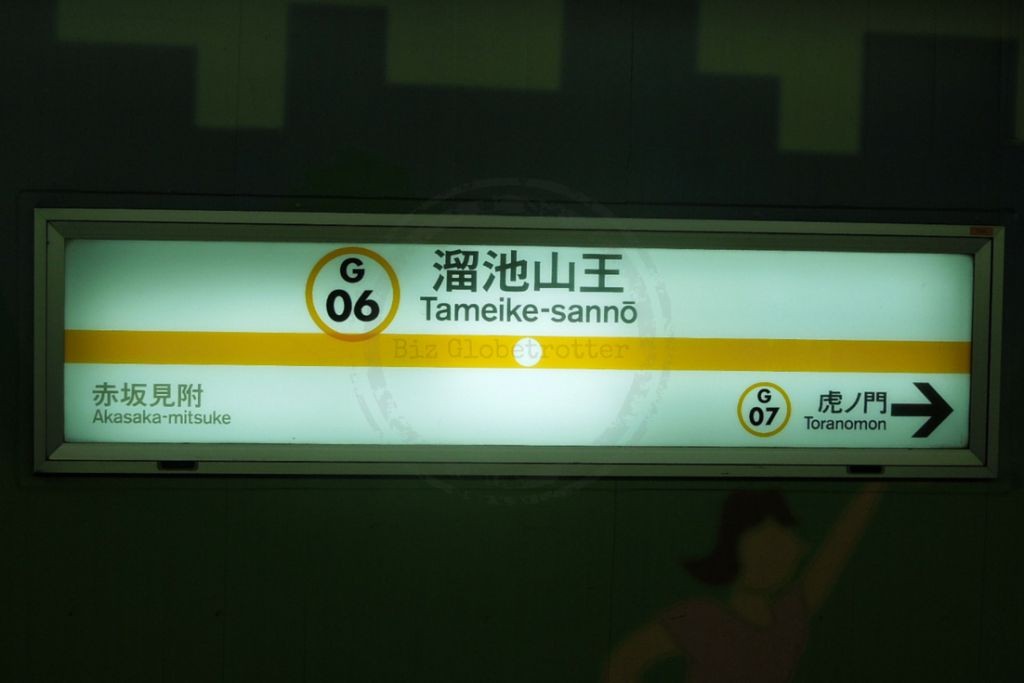 G
06
溜池山王
Tameike-sannō
Biz Globetrotter
赤坂見附
Akasaka-mitsuke
G
07
虎ノ門
Toranomon